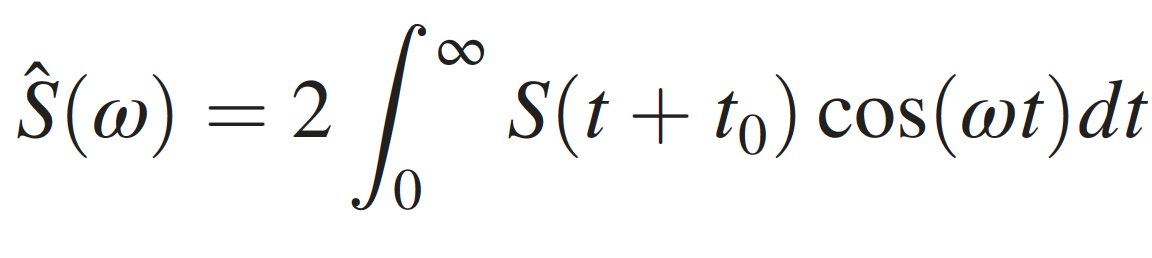 Ŝ(ω) = 2 ∫₀^∞ S(t + t₀) cos(ωt)dt